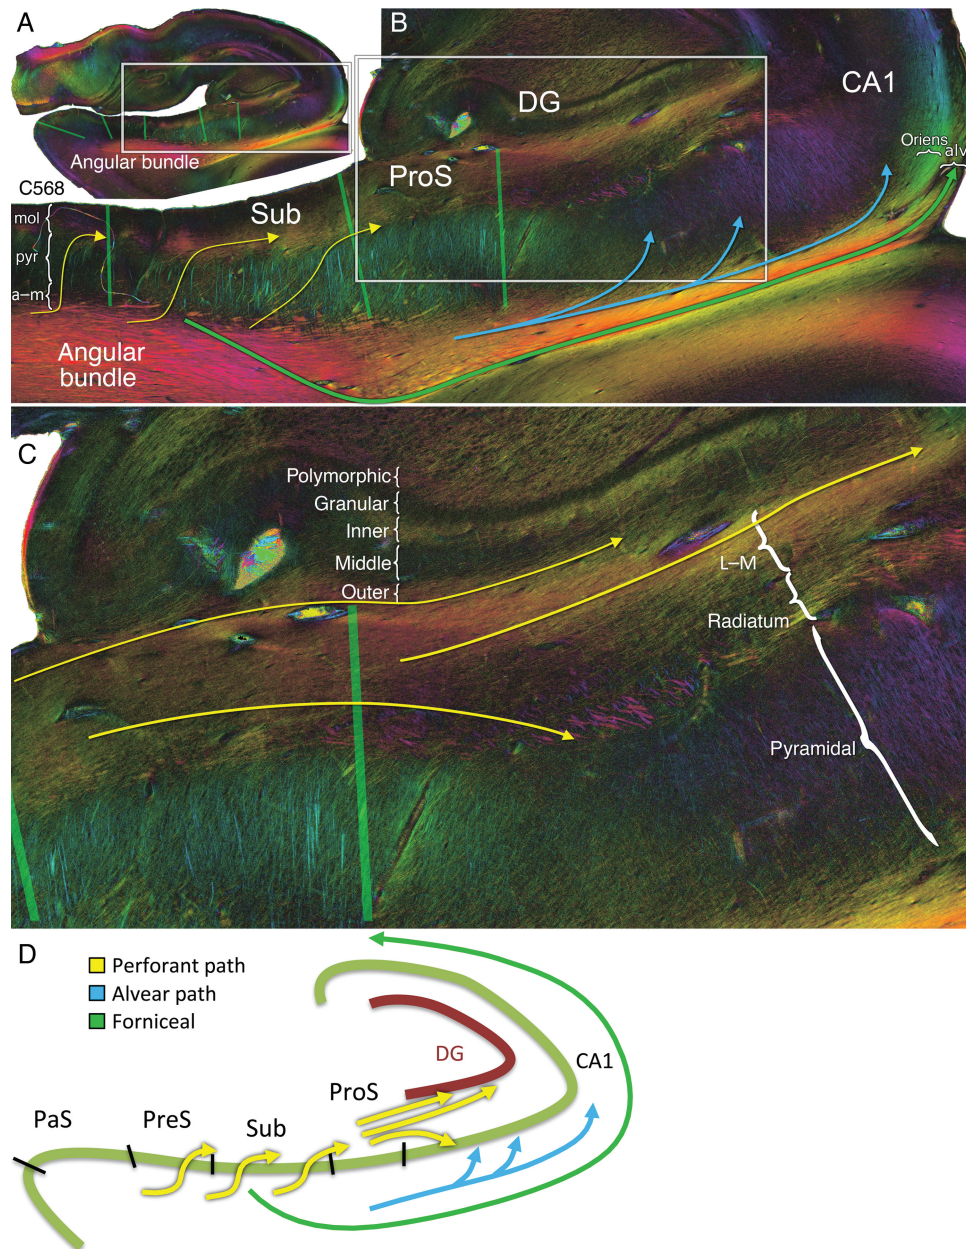 A
Angular bundle
C568
B
DG
CA1
Oriens
alv
ProS
Sub
mol
pyr
a–m
Angular
bundle
C
Polymorphic
Granular
Inner
Middle
Outer
L–M
Radiatum
Pyramidal
D
Perforant path
Alvear path
Forniceal
DG
CA1
ProS
PaS
PreS
Sub